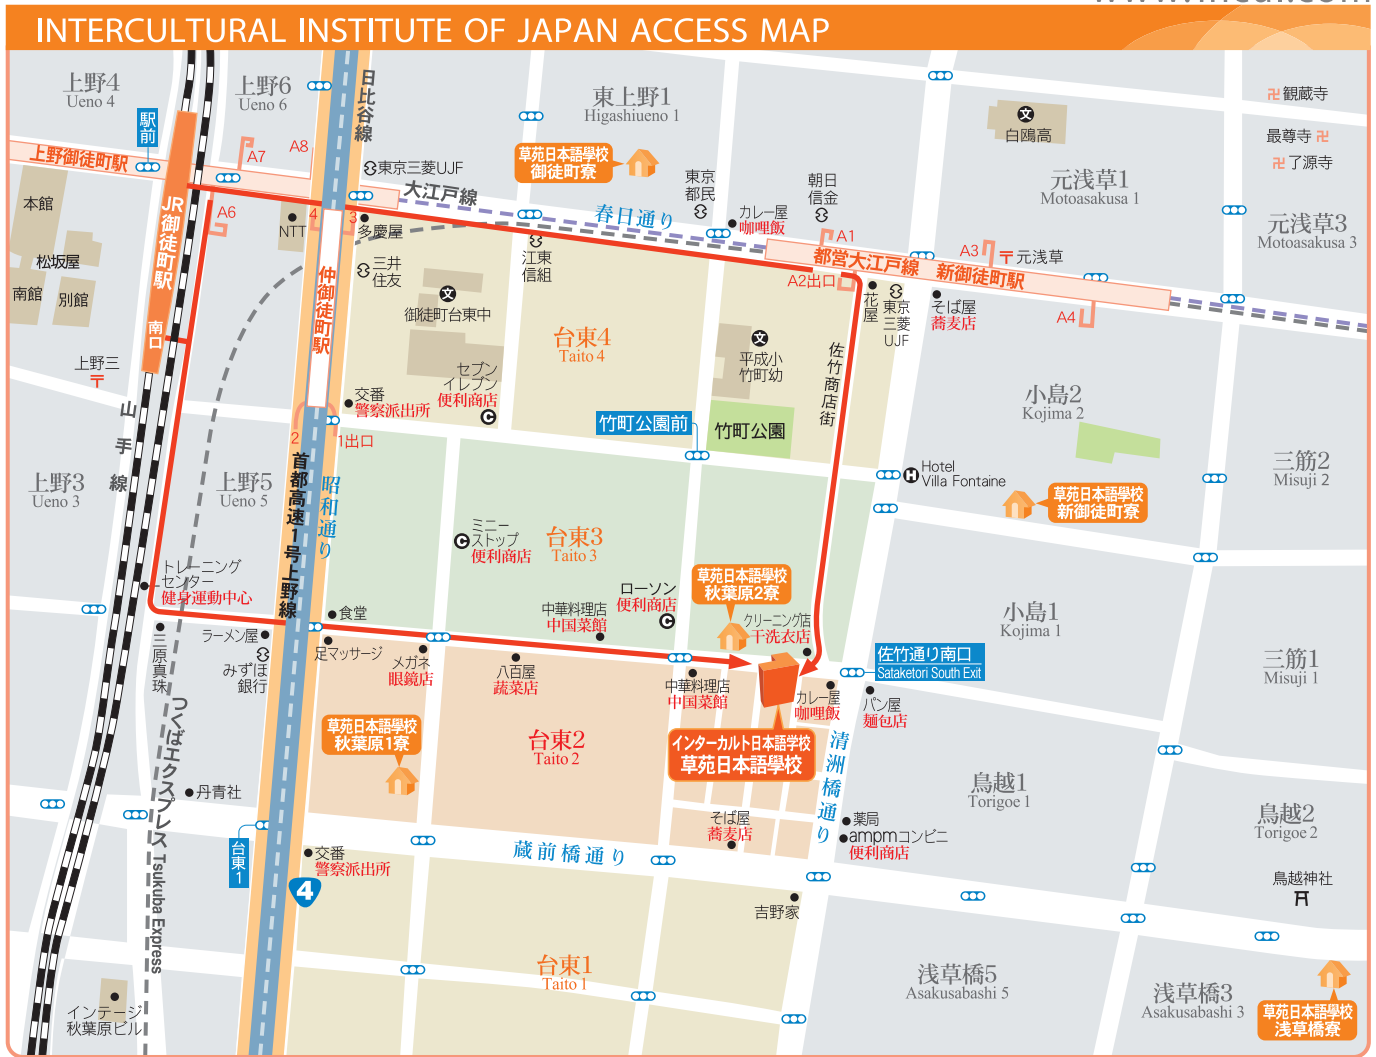 INTERCULTURAL INSTITUTE OF JAPAN ACCESS MAP
上野4
Ueno 4
上野6
Ueno 6
日比谷線
東上野1
Higashiueno 1
白鴎高
卍観蔵寺
最尊寺卍
卍了源寺
駅前
上野御徒町駅
A7
A8
東京三菱UJF
草苑日本語學校
御徒町寮
東京
都民
朝日
信金
元浅草1
Motoasakusa 1
元浅草3
Motoasakusa 3
本館
JR御徒町駅
A6
NTT
4
3
多慶屋
大江戸線
春日通り
カレー屋
咖哩飯
A1
A3
〒元浅草
松坂屋
南館
別館
南口
仲御徒町駅
三井
住友
江東
信組
都営大江戸線 新御徒町駅
A2出口
花屋
東京三菱UJF
そば屋
蕎麦店
A4
御徒町台東中
台東4
Taito 4
平成小
竹町幼
佐竹商店街
上野三
〒
セブン
イレブン
便利商店
交番
警察派出所
小島2
Kojima 2
山手線
2
1出口
竹町公園前
竹町公園
上野3
Ueno 3
上野5
Ueno 5
首都高速1号上野線
昭和通り
Hotel
Villa Fontaine
三筋2
Misuji 2
草苑日本語學校
新御徒町寮
ミニー
ストップ
便利商店
台東3
Taito 3
トレーニング
センター
健身運動中心
草苑日本語學校
秋葉原2寮
ローソン
便利商店
中華料理店
中国菜館
クリーニング店
干洗衣店
小島1
Kojima 1
食堂
三原真珠
ラーメン屋
みずほ
銀行
足マッサージ
メガネ
眼鏡店
八百屋
蔬菜店
中華料理店
中国菜館
カレー屋
咖哩飯
佐竹通り南口
Sataketori South Exit
パン屋
麺包店
三筋1
Misuji 1
つくばエクスプレス Tsukuba Express
草苑日本語學校
秋葉原1寮
台東2
Taito 2
インターカルト日本語学校
草苑日本語學校
清洲橋通り
鳥越1
Torigoe 1
鳥越2
Torigoe 2
丹青社
台東1
交番
警察派出所
4
蔵前橋通り
そば屋
蕎麦店
薬局
ampmコンビニ
便利商店
鳥越神社
吉野家
台東1
Taito 1
浅草橋5
Asakusabashi 5
浅草橋3
Asakusabashi 3
草苑日本語學校
浅草橋寮
インテージ
秋葉原ビル